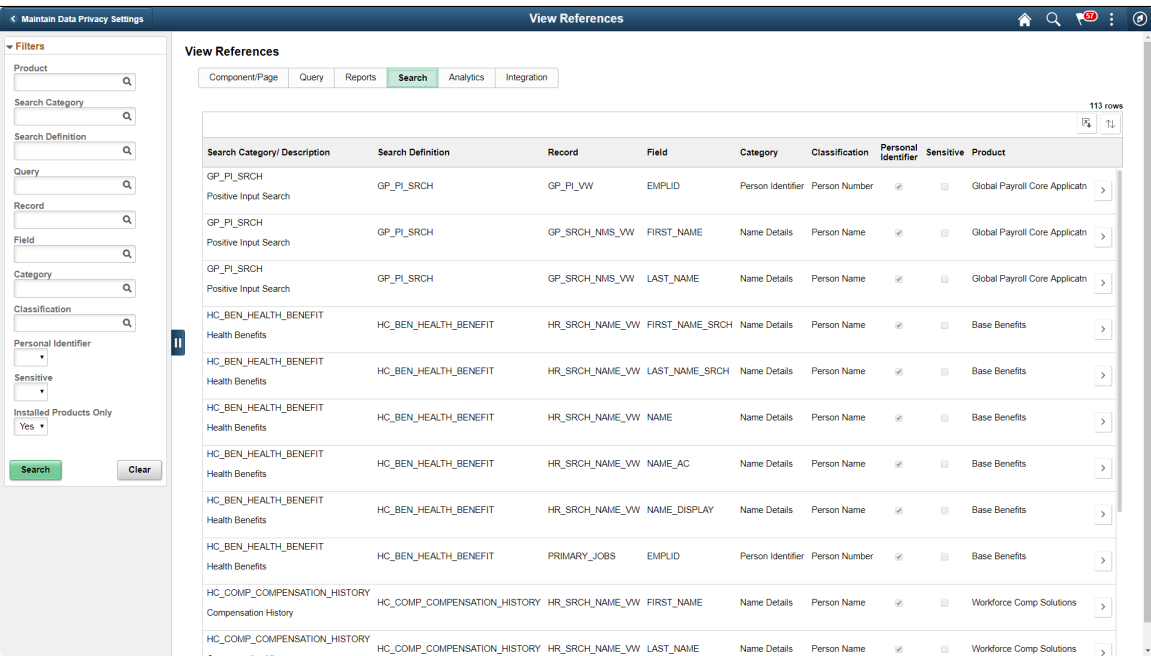 Maintain Data Privacy Settings
View References
57
Filters
Product
Search Category
Search Definition
Query
Record
Field
Category
Classification
Personal Identifier
Sensitive
Installed Products Only
Yes
Search Clear
View References
Component/Page Query Reports Search Analytics Integration
113 rows
Search Category/ Description Search Definition Record Field Category Classification Personal Identifier Sensitive Product
GP_PI_SRCH
Positive Input Search
GP_PI_SRCH GP_PI_VW EMPLID Person Identifier Person Number Global Payroll Core Applicatn
GP_PI_SRCH
Positive Input Search
GP_PI_SRCH GP_SRCH_NMS_VW FIRST_NAME Name Details Person Name Global Payroll Core Applicatn
GP_PI_SRCH
Positive Input Search
GP_PI_SRCH GP_SRCH_NMS_VW LAST_NAME Name Details Person Name Global Payroll Core Applicatn
HC_BEN_HEALTH_BENEFIT
Health Benefits
HC_BEN_HEALTH_BENEFIT HR_SRCH_NAME_VW FIRST_NAME_SRCH Name Details Person Name Base Benefits
HC_BEN_HEALTH_BENEFIT
Health Benefits
HC_BEN_HEALTH_BENEFIT HR_SRCH_NAME_VW LAST_NAME_SRCH Name Details Person Name Base Benefits
HC_BEN_HEALTH_BENEFIT
Health Benefits
HC_BEN_HEALTH_BENEFIT HR_SRCH_NAME_VW NAME Name Details Person Name Base Benefits
HC_BEN_HEALTH_BENEFIT
Health Benefits
HC_BEN_HEALTH_BENEFIT HR_SRCH_NAME_VW NAME_AC Name Details Person Name Base Benefits
HC_BEN_HEALTH_BENEFIT
Health Benefits
HC_BEN_HEALTH_BENEFIT HR_SRCH_NAME_VW NAME_DISPLAY Name Details Person Name Base Benefits
HC_BEN_HEALTH_BENEFIT
Health Benefits
HC_BEN_HEALTH_BENEFIT PRIMARY_JOBS EMPLID Person Identifier Person Number Base Benefits
HC_COMP_COMPENSATION_HISTORY
Compensation History
HC_COMP_COMPENSATION_HISTORY HR_SRCH_NAME_VW FIRST_NAME Name Details Person Name Workforce Comp Solutions
HC_COMP_COMPENSATION_HISTORY
HC_COMP_COMPENSATION_HISTORY HR_SRCH_NAME_VW LAST_NAME Name Details Person Name Workforce Comp Solutions